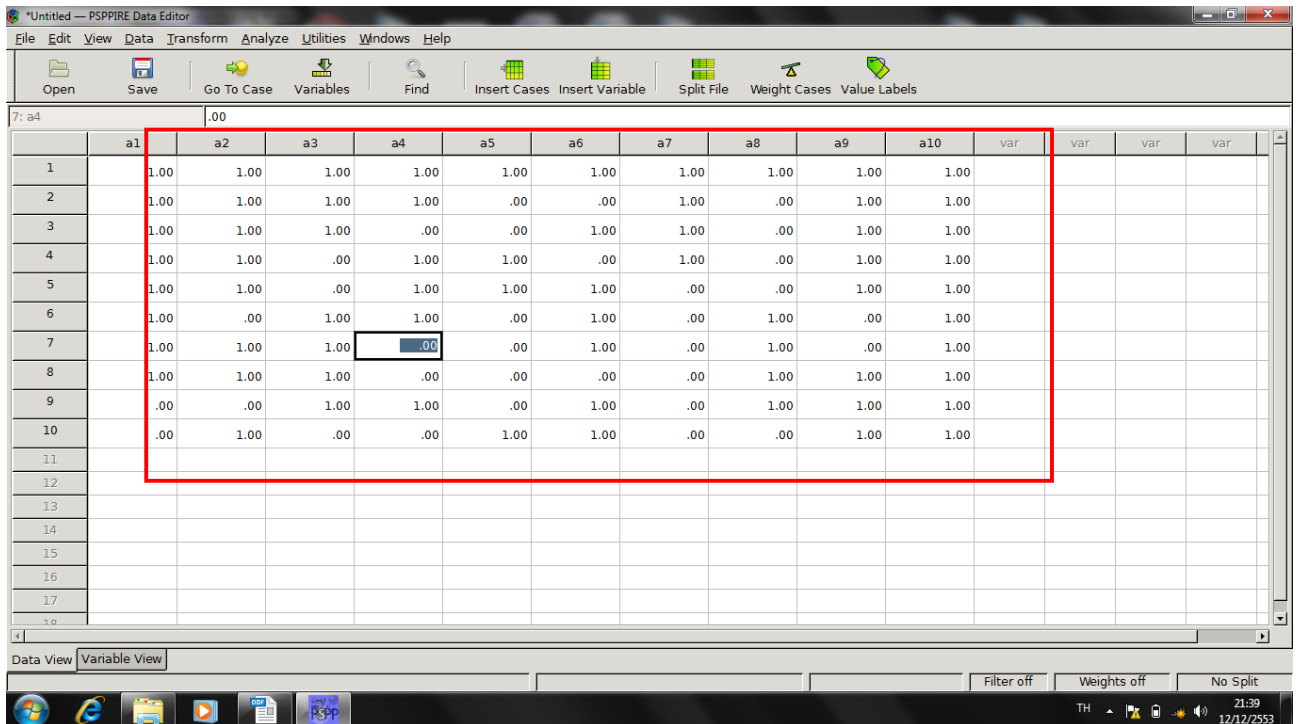 *Untitled — PSPPIRE Data Editor
File Edit View Data Transform Analyze Utilities Windows Help
Open Save Go To Case Variables Find Insert Cases Insert Variable Split File Weight Cases Value Labels
7: a4 .00
a1 a2 a3 a4 a5 a6 a7 a8 a9 a10 var var var var
1 1.00 1.00 1.00 1.00 1.00 1.00 1.00 1.00 1.00 1.00
2 1.00 1.00 1.00 1.00 .00 .00 1.00 .00 1.00 1.00
3 1.00 1.00 1.00 .00 .00 1.00 1.00 .00 1.00 1.00
4 1.00 1.00 .00 1.00 1.00 .00 1.00 .00 1.00 1.00
5 1.00 1.00 .00 1.00 1.00 1.00 .00 .00 1.00 1.00
6 1.00 .00 1.00 1.00 .00 1.00 .00 1.00 .00 1.00
7 1.00 1.00 1.00 .00 .00 1.00 .00 1.00 .00 1.00
8 1.00 1.00 1.00 .00 .00 .00 .00 1.00 1.00 1.00
9 .00 .00 1.00 1.00 .00 1.00 .00 1.00 1.00 1.00
10 .00 1.00 .00 .00 1.00 1.00 .00 .00 1.00 1.00
11
12
13
14
15
16
17
18
Data View Variable View
Filter off Weights off No Split
ODF pspp TH 21:39
12/12/2553